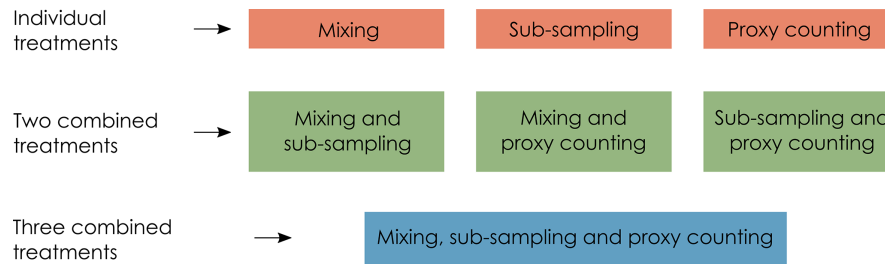 Individual
treatments
Mixing
Sub-sampling
Proxy counting
Two combined
treatments
Mixing and
sub-sampling
Mixing and
proxy counting
Sub-sampling and
proxy counting
Three combined
treatments
Mixing, sub-sampling and proxy counting